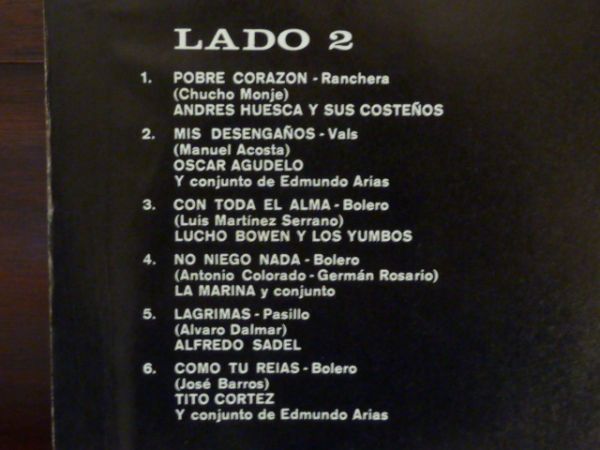 LADO 2
1. POBRE CORAZON - Ranchera
(Chucho Monje)
ANDRES HUESCA Y SUS COSTEÑOS
2. MIS DESENGAÑOS - Vals
(Manuel Acosta)
OSCAR AGUDELO
Y conjunto de Edmundo Arias
3. CON TODA EL ALMA - Bolero
(Luis Martínez Serrano)
LUCHO BOWEN Y LOS YUMBOS
4. NO NIEGO NADA - Bolero
(Antonio Colorado - Germán Rosario)
LA MARINA y conjunto
5. LAGRIMAS - Pasillo
(Alvaro Dalmar)
ALFREDO SADEL
6. COMO TU REIAS - Bolero
(José Barros)
TITO CORTEZ
Y conjunto de Edmundo Arias